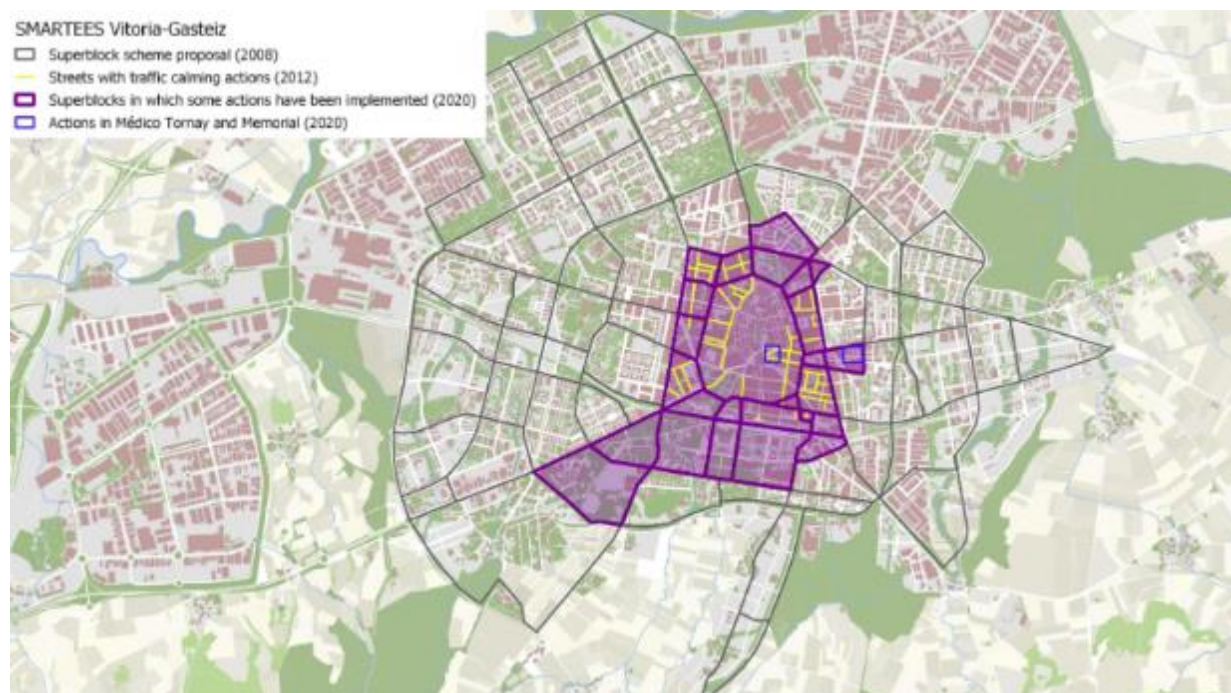 SMARTEES Vitoria-Gasteiz
Superblock scheme proposal (2008)
Streets with traffic calming actions (2012)
Superblocks in which some actions have been implemented (2020)
Actions in Médico Tornay and Memorial (2020)